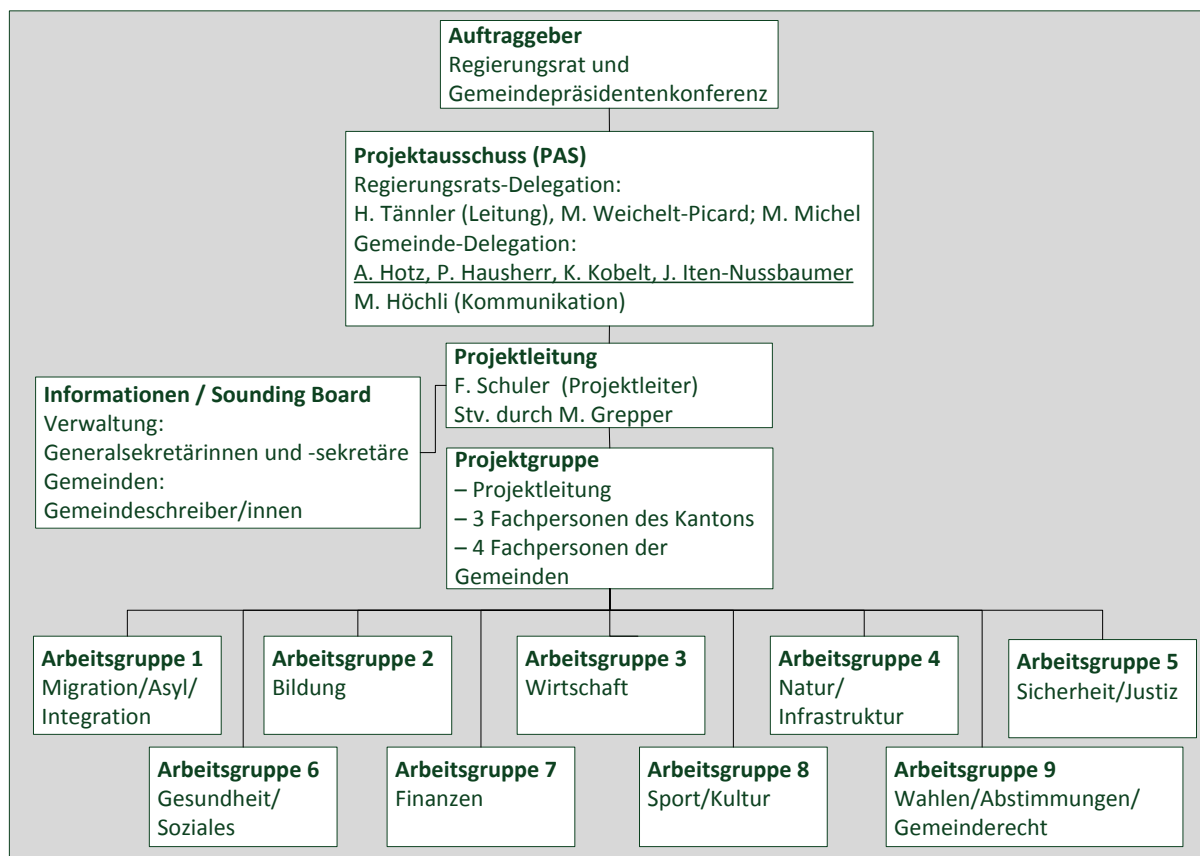 Auftraggeber
Regierungsrat und
Gemeindepräsidentenkonferenz
Projektausschuss (PAS)
Regierungsrats-Delegation:
H. Tännler (Leitung), M. Weichelt-Picard; M. Michel
Gemeinde-Delegation:
A. Hotz, P. Hausherr, K. Kobelt, J. Iten-Nussbaumer
M. Höchli (Kommunikation)
Projektleitung
F. Schuler (Projektleiter)
Stv. durch M. Grepper
Informationen / Sounding Board
Verwaltung:
Generalsekretärinnen und -sekretäre
Gemeinden:
Gemeindeschreiber/innen
Projektgruppe
– Projektleitung
– 3 Fachpersonen des Kantons
– 4 Fachpersonen der
Gemeinden
Arbeitsgruppe 1
Migration/Asyl/
Integration
Arbeitsgruppe 2
Bildung
Arbeitsgruppe 3
Wirtschaft
Arbeitsgruppe 4
Natur/
Infrastruktur
Arbeitsgruppe 5
Sicherheit/Justiz
Arbeitsgruppe 6
Gesundheit/
Soziales
Arbeitsgruppe 7
Finanzen
Arbeitsgruppe 8
Sport/Kultur
Arbeitsgruppe 9
Wahlen/Abstimmungen/
Gemeinderecht